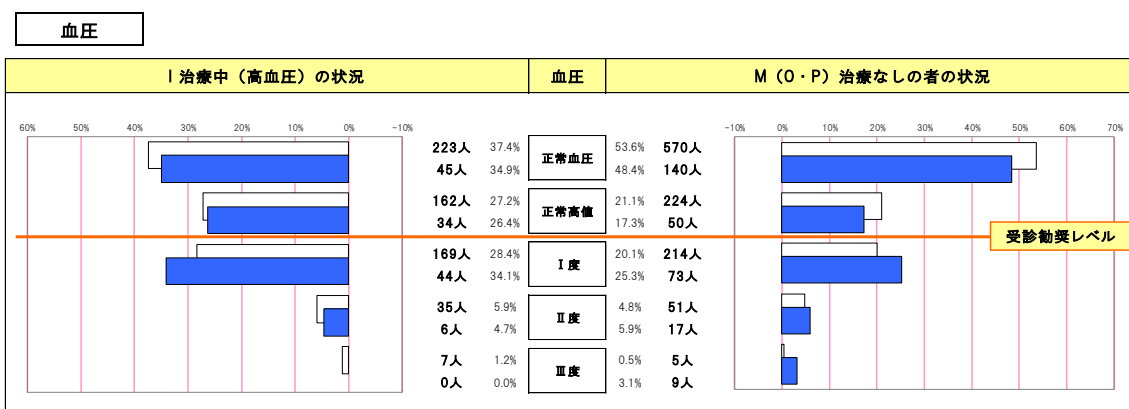 血圧
Ⅰ治療中（高血圧）の状況 血圧 M（O・P）治療なしの者の状況
60% 50% 40% 30% 20% 10% 0% -10% -10% 0% 10% 20% 30% 40% 50% 60% 70%
223人 37.4% 正常血圧 53.6% 570人
45人 34.9% 48.4% 140人
162人 27.2% 正常高値 21.1% 224人
34人 26.4% 17.3% 50人
受診勧奨レベル
169人 28.4% Ⅰ度 20.1% 214人
44人 34.1% 25.3% 73人
35人 5.9% Ⅱ度 4.8% 51人
6人 4.7% 5.9% 17人
7人 1.2% Ⅲ度 0.5% 5人
0人 0.0% 3.1% 9人